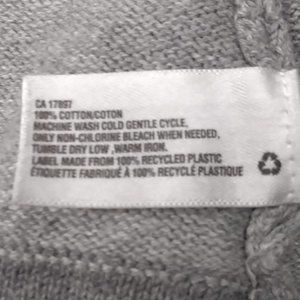 CA 17897
100% COTTON/COTON
MACHINE WASH COLD GENTLE CYCLE,
ONLY NON-CHLORINE BLEACH WHEN NEEDED,
TUMBLE DRY LOW ,WARM IRON.
LABEL MADE FROM 100% RECYCLED PLASTIC
ÉTIQUETTE FABRIQUÉ À 100% RECYCLÉ PLASTIQUE